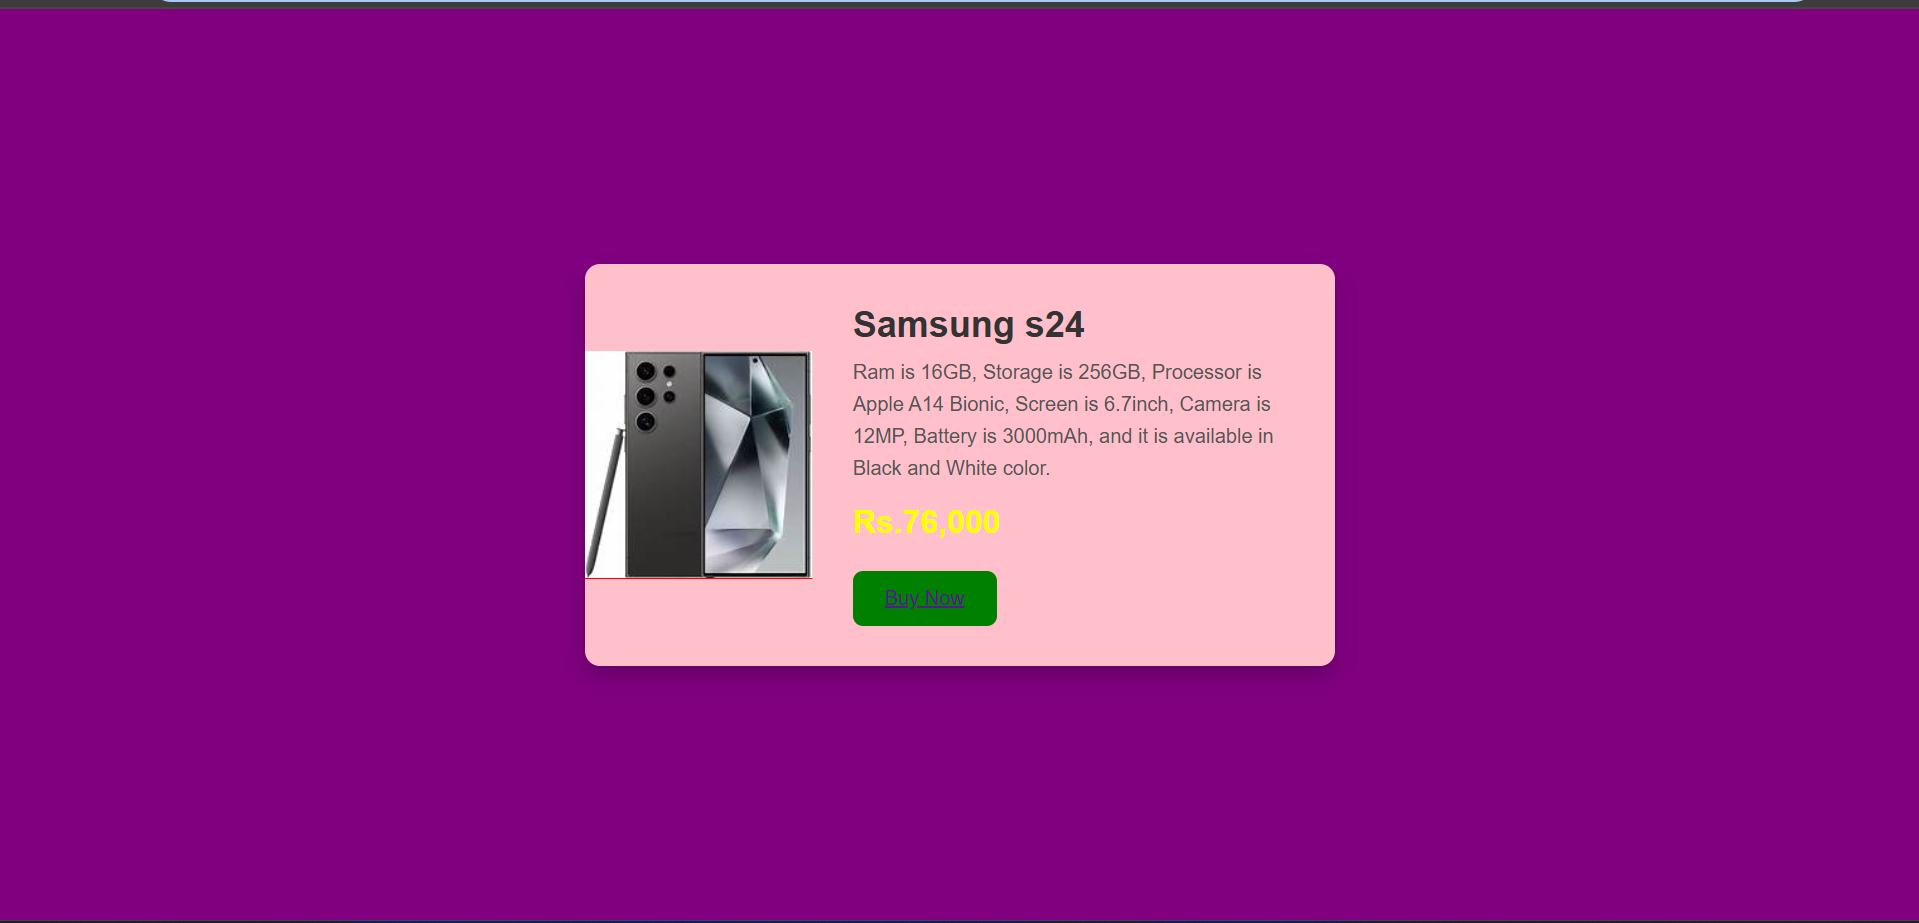 Samsung s24
Ram is 16GB, Storage is 256GB, Processor is
Apple A14 Bionic, Screen is 6.7inch, Camera is
12MP, Battery is 3000mAh, and it is available in
Black and White color.
Rs.76,000
Buy Now